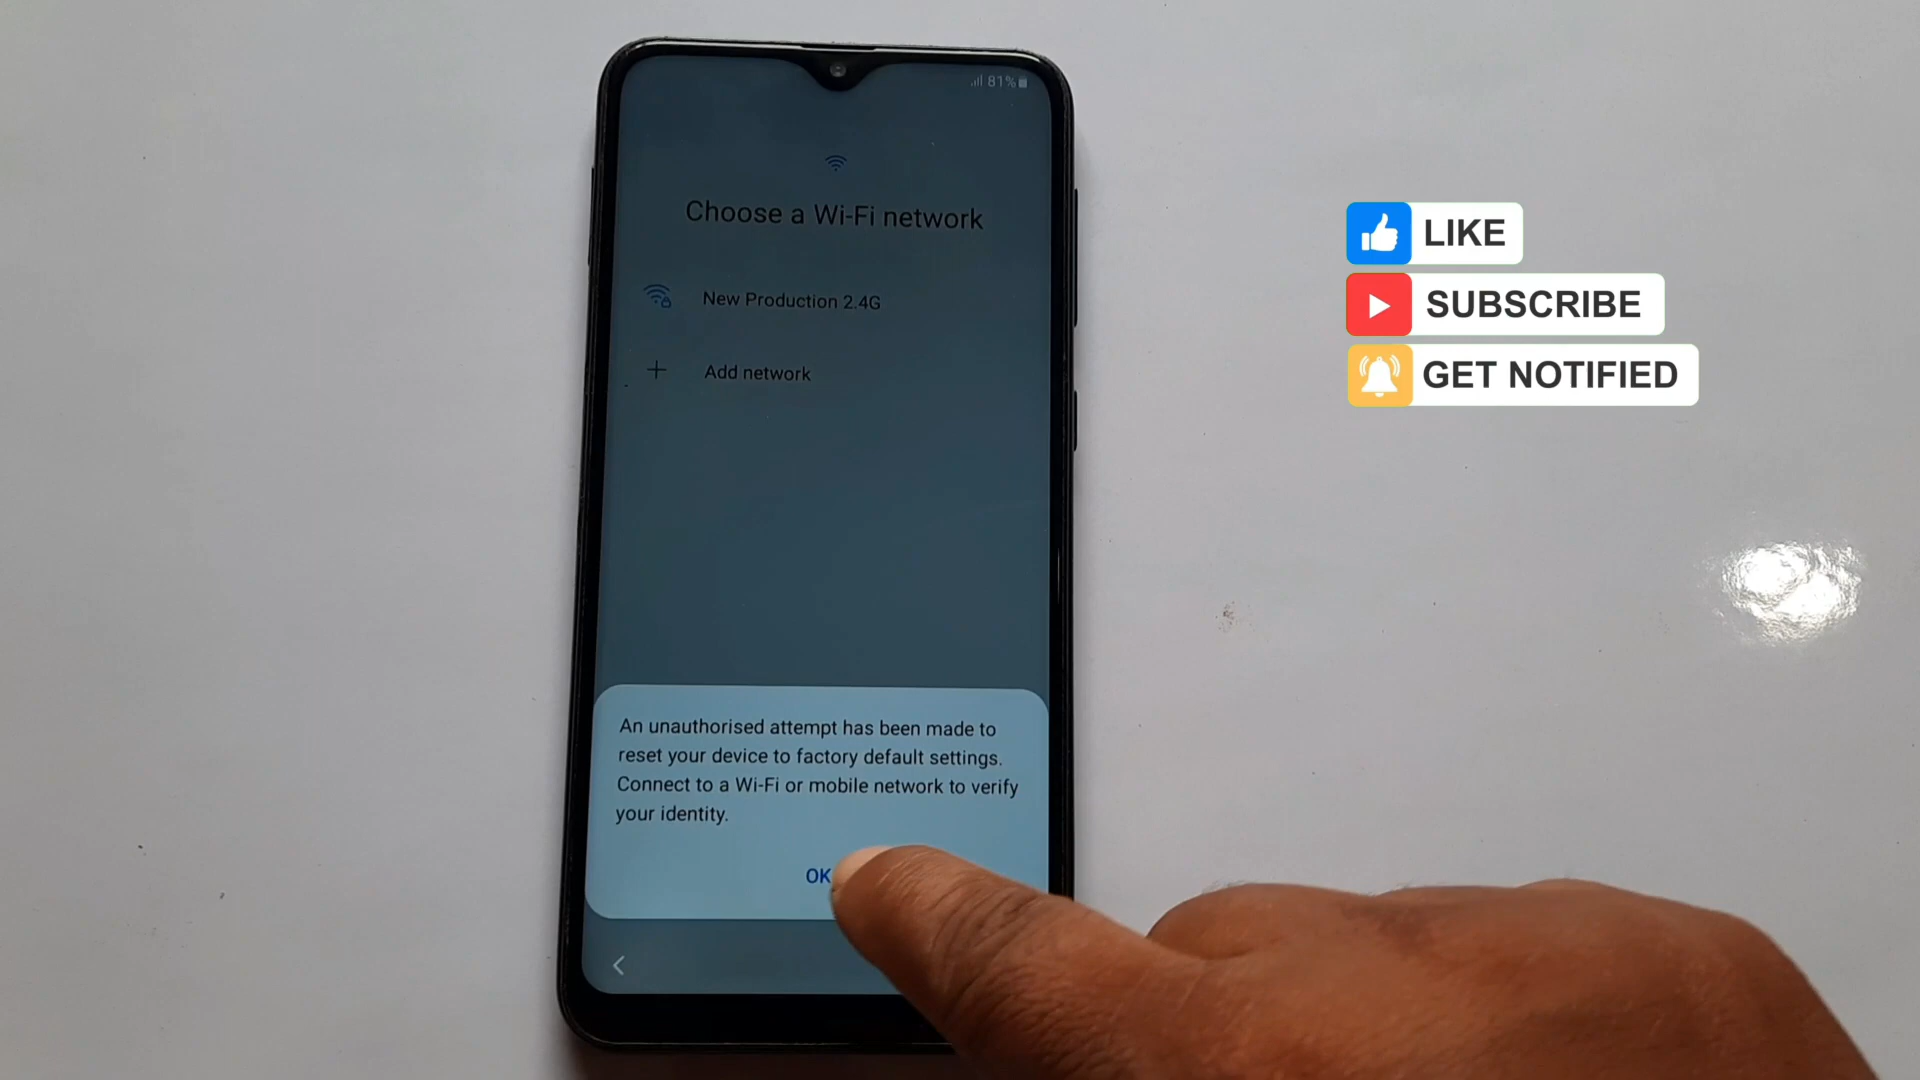 81%
Choose a Wi-Fi network
New Production 2.4G
Add network
An unauthorised attempt has been made to
reset your device to factory default settings.
Connect to a Wi-Fi or mobile network to verify
your identity.
OK
LIKE
SUBSCRIBE
GET NOTIFIED